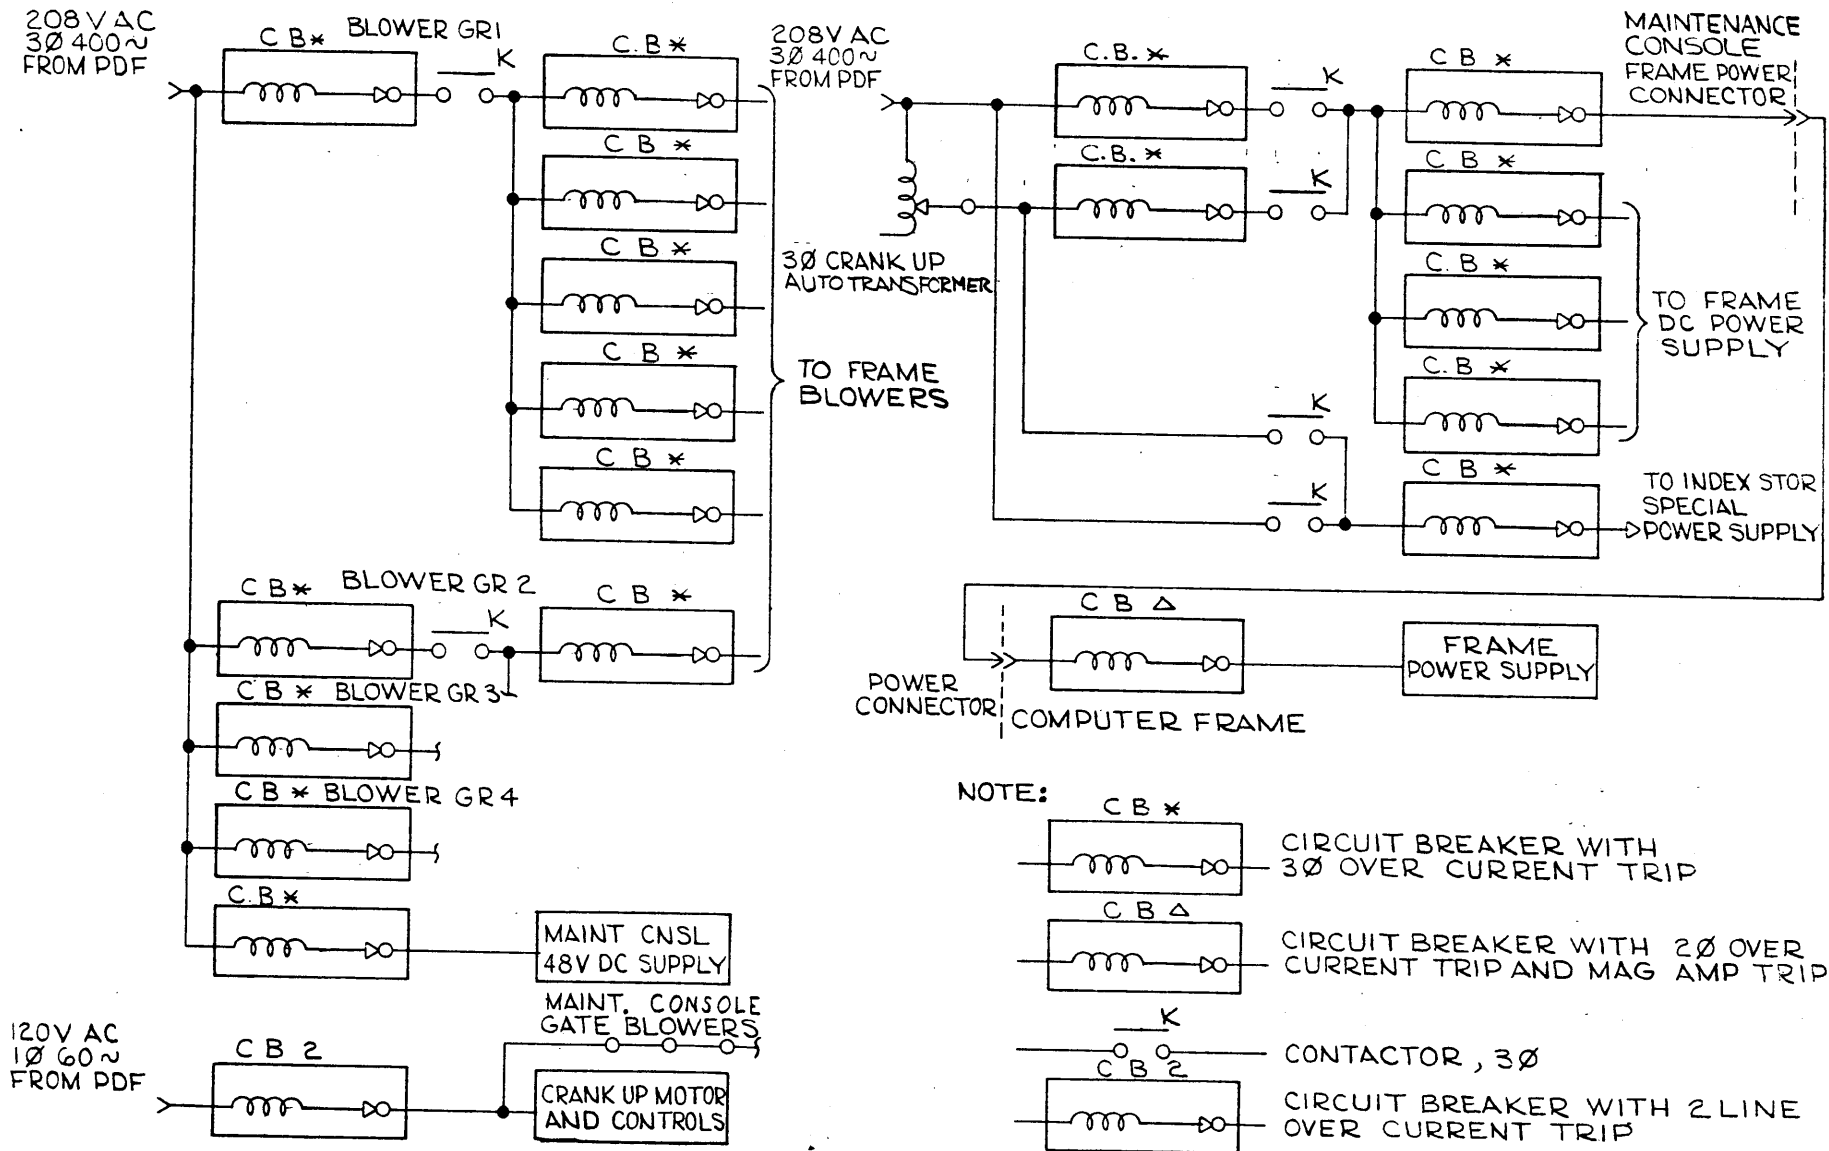 208V AC
3Ø 400~
FROM PDF
C B* BLOWER GR1
K
C.B*
C B *
C B *
C B *
C B *
TO FRAME
BLOWERS
C B* BLOWER GR 2
K
C B *
C B * BLOWER GR3
C B * BLOWER GR4
C.B*
MAINT CNSL
48V DC SUPPLY
120V AC
1Ø 60~
FROM PDF
C B 2
MAINT. CONSOLE
GATE BLOWERS
CRANK UP MOTOR
AND CONTROLS
208V AC
3Ø 400~
FROM PDF
C.B. *
K
C.B. *
K
3Ø CRANK UP
AUTO TRANSFORMER
K
K
C B *
C B *
C. B *
C. B *
C B *
MAINTENANCE
CONSOLE
FRAME POWER
CONNECTOR
TO FRAME
DC POWER
SUPPLY
TO INDEX STOR
SPECIAL
POWER SUPPLY
C B △
FRAME
POWER SUPPLY
POWER
CONNECTOR
COMPUTER FRAME
NOTE:
C B *
CIRCUIT BREAKER WITH
3Ø OVER CURRENT TRIP
C B △
CIRCUIT BREAKER WITH 2Ø OVER
CURRENT TRIP AND MAG AMP TRIP
K
CONTACTOR, 3Ø
C B 2
CIRCUIT BREAKER WITH 2 LINE
OVER CURRENT TRIP